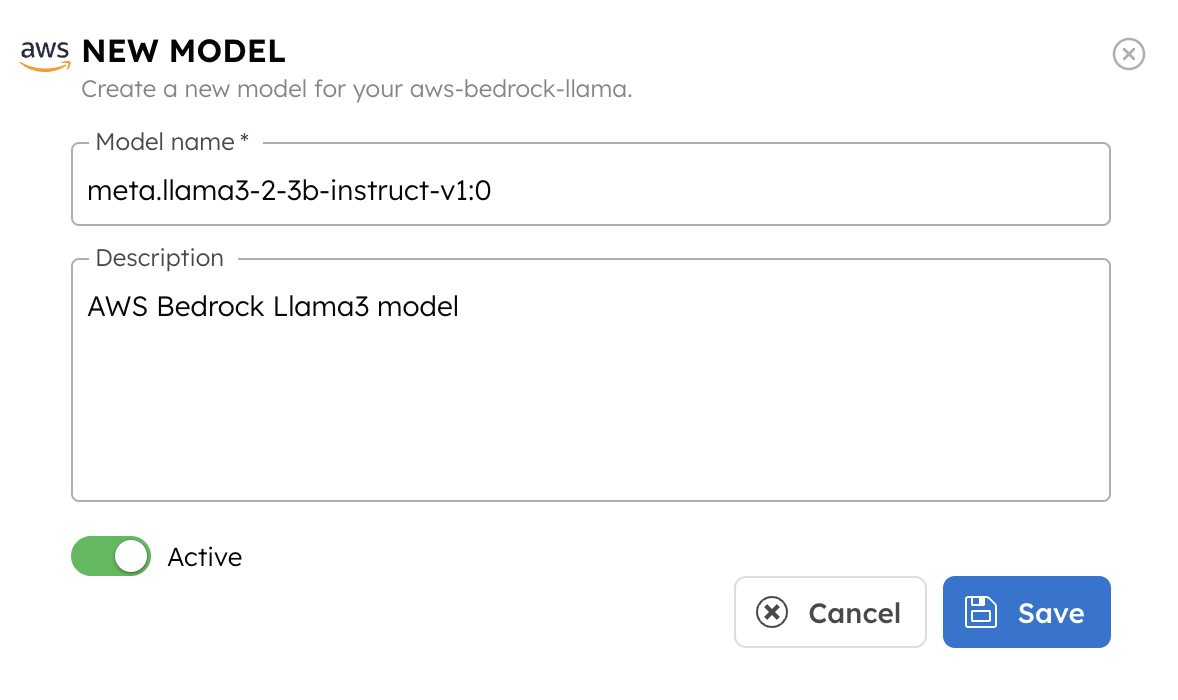 aws NEW MODEL
Create a new model for your aws-bedrock-llama.
Model name *
meta.llama3-2-3b-instruct-v1:0
Description
AWS Bedrock Llama3 model
Active
Cancel
Save